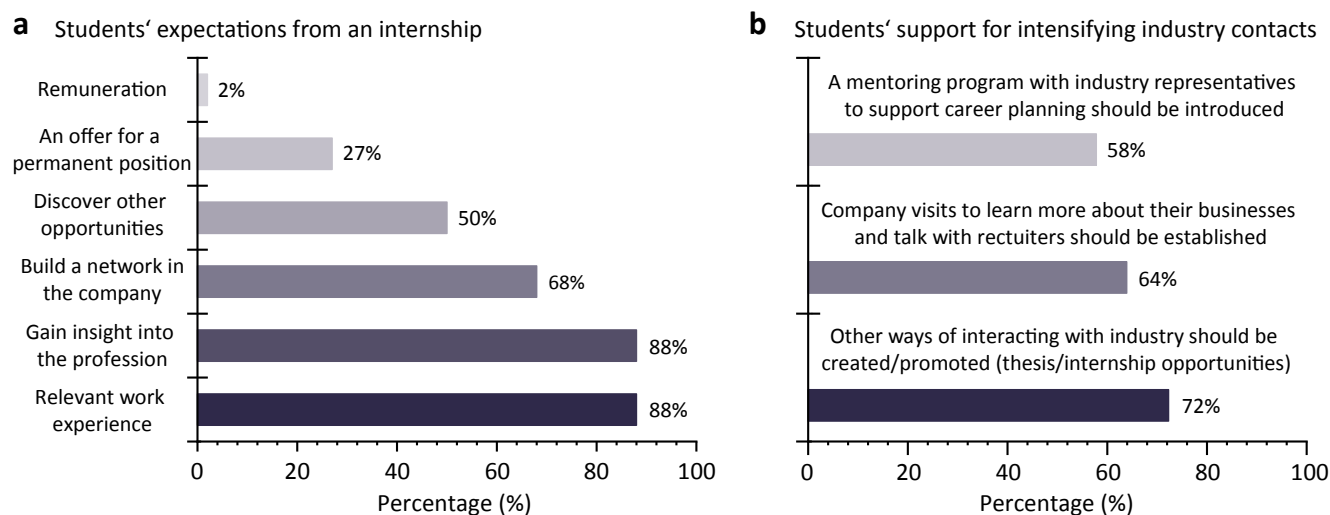 a Students‘ expectations from an internship
Remuneration
2%
An offer for a
permanent position
27%
Discover other
opportunities
50%
Build a network in
the company
68%
Gain insight into
the profession
88%
Relevant work
experience
88%
0 20 40 60 80 100
Percentage (%)
b Students‘ support for intensifying industry contacts
A mentoring program with industry representatives
to support career planning should be introduced
58%
Company visits to learn more about their businesses
and talk with rectuiters should be established
64%
Other ways of interacting with industry should be
created/promoted (thesis/internship opportunities)
72%
0 20 40 60 80 100
Percentage (%)